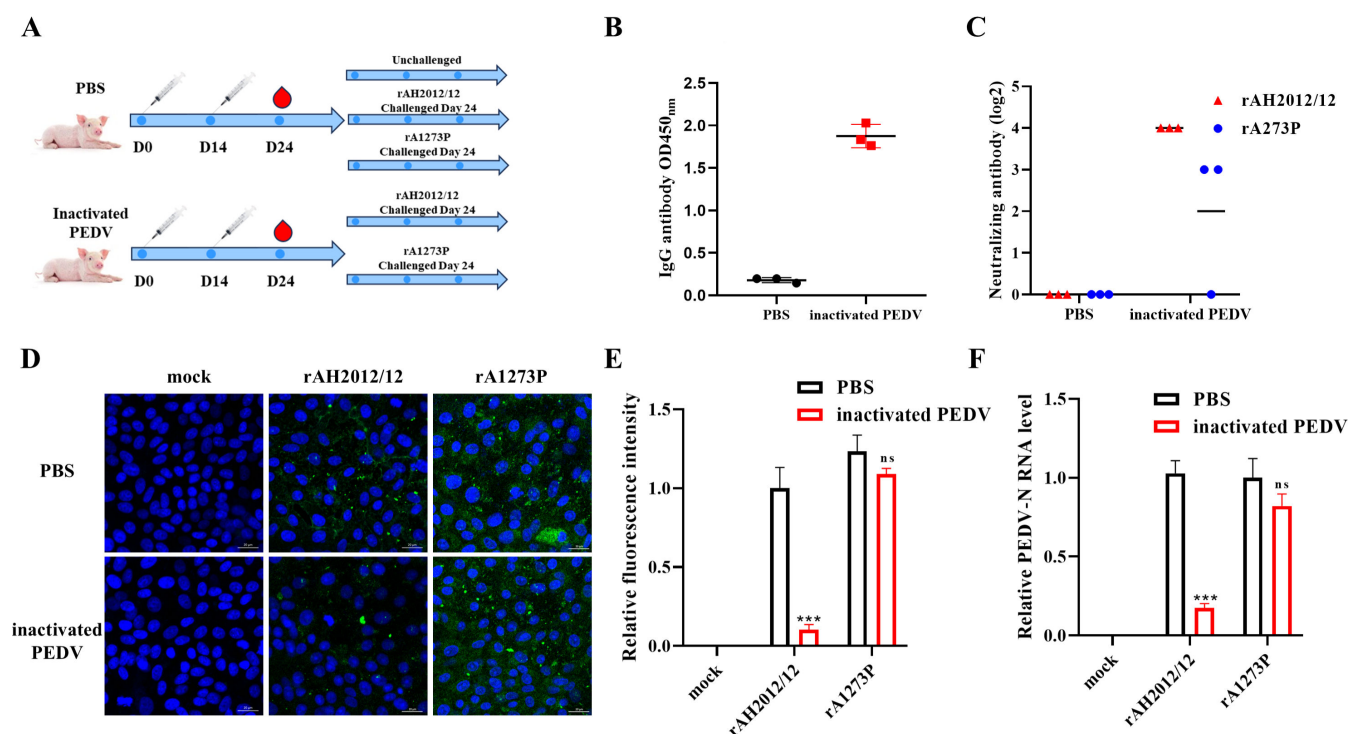 A
PBS
D0
D14
D24
Unchallenged
rAH2012/12
Challenged Day 24
rA1273P
Challenged Day 24
Inactivated
PEDV
D0
D14
D24
rAH2012/12
Challenged Day 24
rA1273P
Challenged Day 24
B
IgG antibody OD450nm
2.5
2.0
1.5
1.0
0.5
0.0
PBS
inactivated PEDV
C
Neutralizing antibody (log2)
5
4
3
2
1
0
PBS
inactivated PEDV
rAH2012/12
rA273P
D
mock
rAH2012/12
rA1273P
PBS
inactivated
PEDV
E
PBS
inactivated PEDV
Relative fluorescence intensity
1.5
1.0
0.5
0.0
***
ns
mock
rAH2012/12
rA1273P
F
PBS
inactivated PEDV
Relative PEDV-N RNA level
1.5
1.0
0.5
0.0
***
ns
mock
rAH2012/12
rA1273P